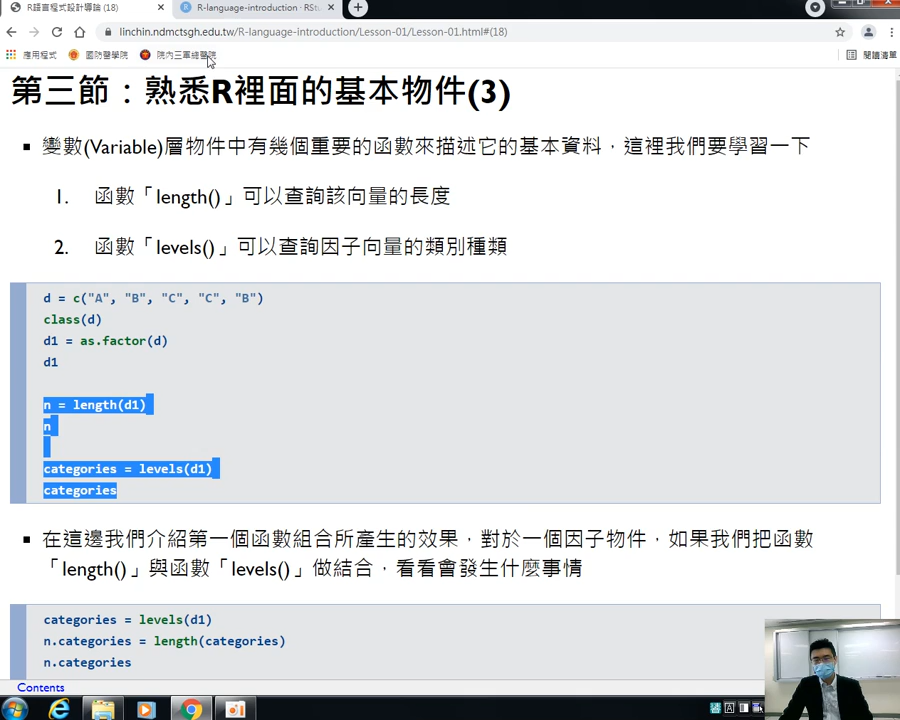 R語言程式設計導論 (18)
R-language-introduction · RStu
linchin.ndmctsgh.edu.tw/R-language-introduction/Lesson-01/Lesson-01.html#(18)
應用程式
國防醫學院
院內三軍總醫院
閱讀清單
第三節：熟悉R裡面的基本物件(3)
變數(Variable)層物件中有幾個重要的函數來描述它的基本資料，這裡我們要學習一下
1. 函數「length()」可以查詢該向量的長度
2. 函數「levels()」可以查詢因子向量的類別種類
d = c("A", "B", "C", "C", "B")
class(d)
d1 = as.factor(d)
d1
n = length(d1)
n
categories = levels(d1)
categories
在這邊我們介紹第一個函數組合所產生的效果，對於一個因子物件，如果我們把函數
「length()」與函數「levels()」做結合，看看會發生什麼事情
categories = levels(d1)
n.categories = length(categories)
n.categories
Contents